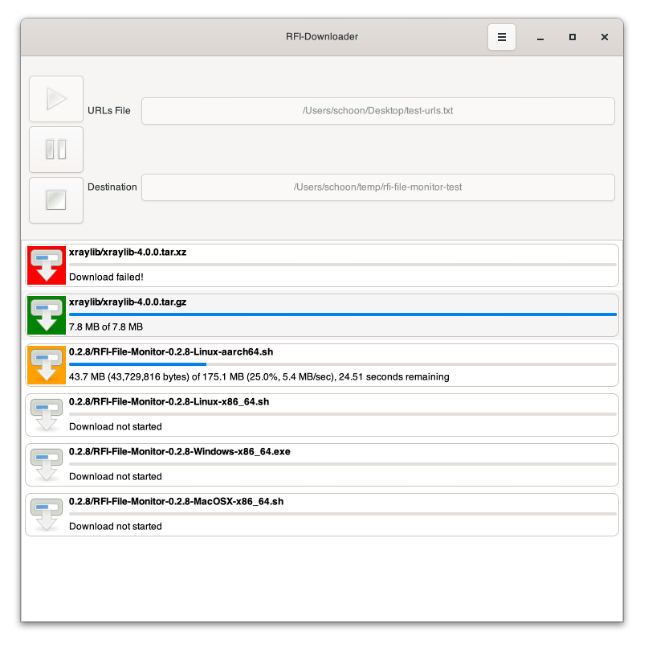 RFI-Downloader
URLs File
/Users/schoon/Desktop/test-urls.txt
Destination
/Users/schoon/temp/rfi-file-monitor-test
xraylib/xraylib-4.0.0.tar.xz
Download failed!
xraylib/xraylib-4.0.0.tar.gz
7.8 MB of 7.8 MB
0.2.8/RFI-File-Monitor-0.2.8-Linux-aarch64.sh
43.7 MB (43,729,816 bytes) of 175.1 MB (25.0%, 5.4 MB/sec), 24.51 seconds remaining
0.2.8/RFI-File-Monitor-0.2.8-Linux-x86_64.sh
Download not started
0.2.8/RFI-File-Monitor-0.2.8-Windows-x86_64.exe
Download not started
0.2.8/RFI-File-Monitor-0.2.8-MacOSX-x86_64.sh
Download not started